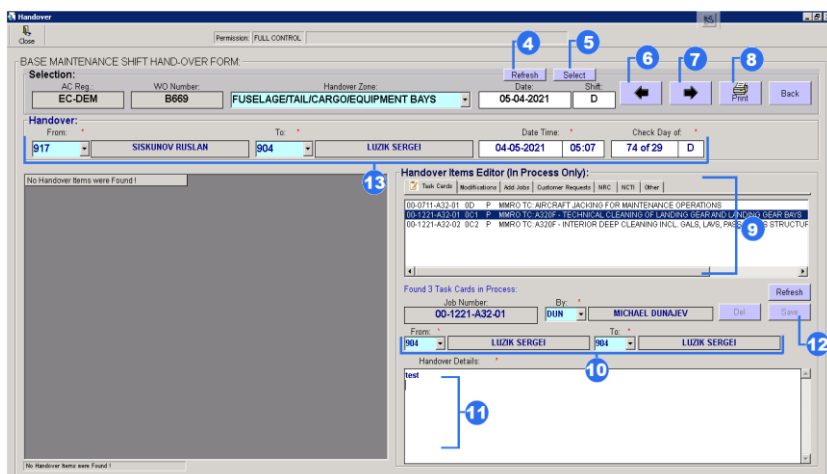 Handover
Close
Permission: FULL CONTROL
4
5
6
7
8
BASE MAINTENANCE SHIFT HAND-OVER FORM:
Selection:
Refresh Select
AC Reg.: WO Number: Handover Zone: Date: Shift:
EC-DEM B669 FUSELAGE/TAIL/CARGO/EQUIPMENT BAYS 05-04-2021 D Print Back
Handover:
From: * To: * Date Time: * Check Day of: *
917 SISKUNOV RUSLAN 904 LUZIK SERGEI 04-05-2021 05:07 74 of 29 D
13
No Handover Items were Found !
Handover Items Editor (In Process Only):
Task Cards Modifications Add Jobs Customer Requests NRC NCTI Other
00-0711-A32-01 0D P MMRO TC: AIRCRAFT JACKING FOR MAINTENANCE OPERATIONS
00-1221-A32-01 0C1 P MMRO TC: A320F - TECHNICAL CLEANING OF LANDING GEAR AND LANDING GEAR BAYS
00-1221-A32-02 0C2 P MMRO TC: A320F - INTERIOR DEEP CLEANING INCL. GALS, LAVS, STRUCTUF
9
Found 3 Task Cards in Process:
Refresh
Job Number: By: *
00-1221-A32-01 DUN MICHAEL DUNAJEV Del Save
From: * To: *
904 LUZIK SERGEI 904 LUZIK SERGEI
12
10
Handover Details: *
test
11
No Handover Items were Found !